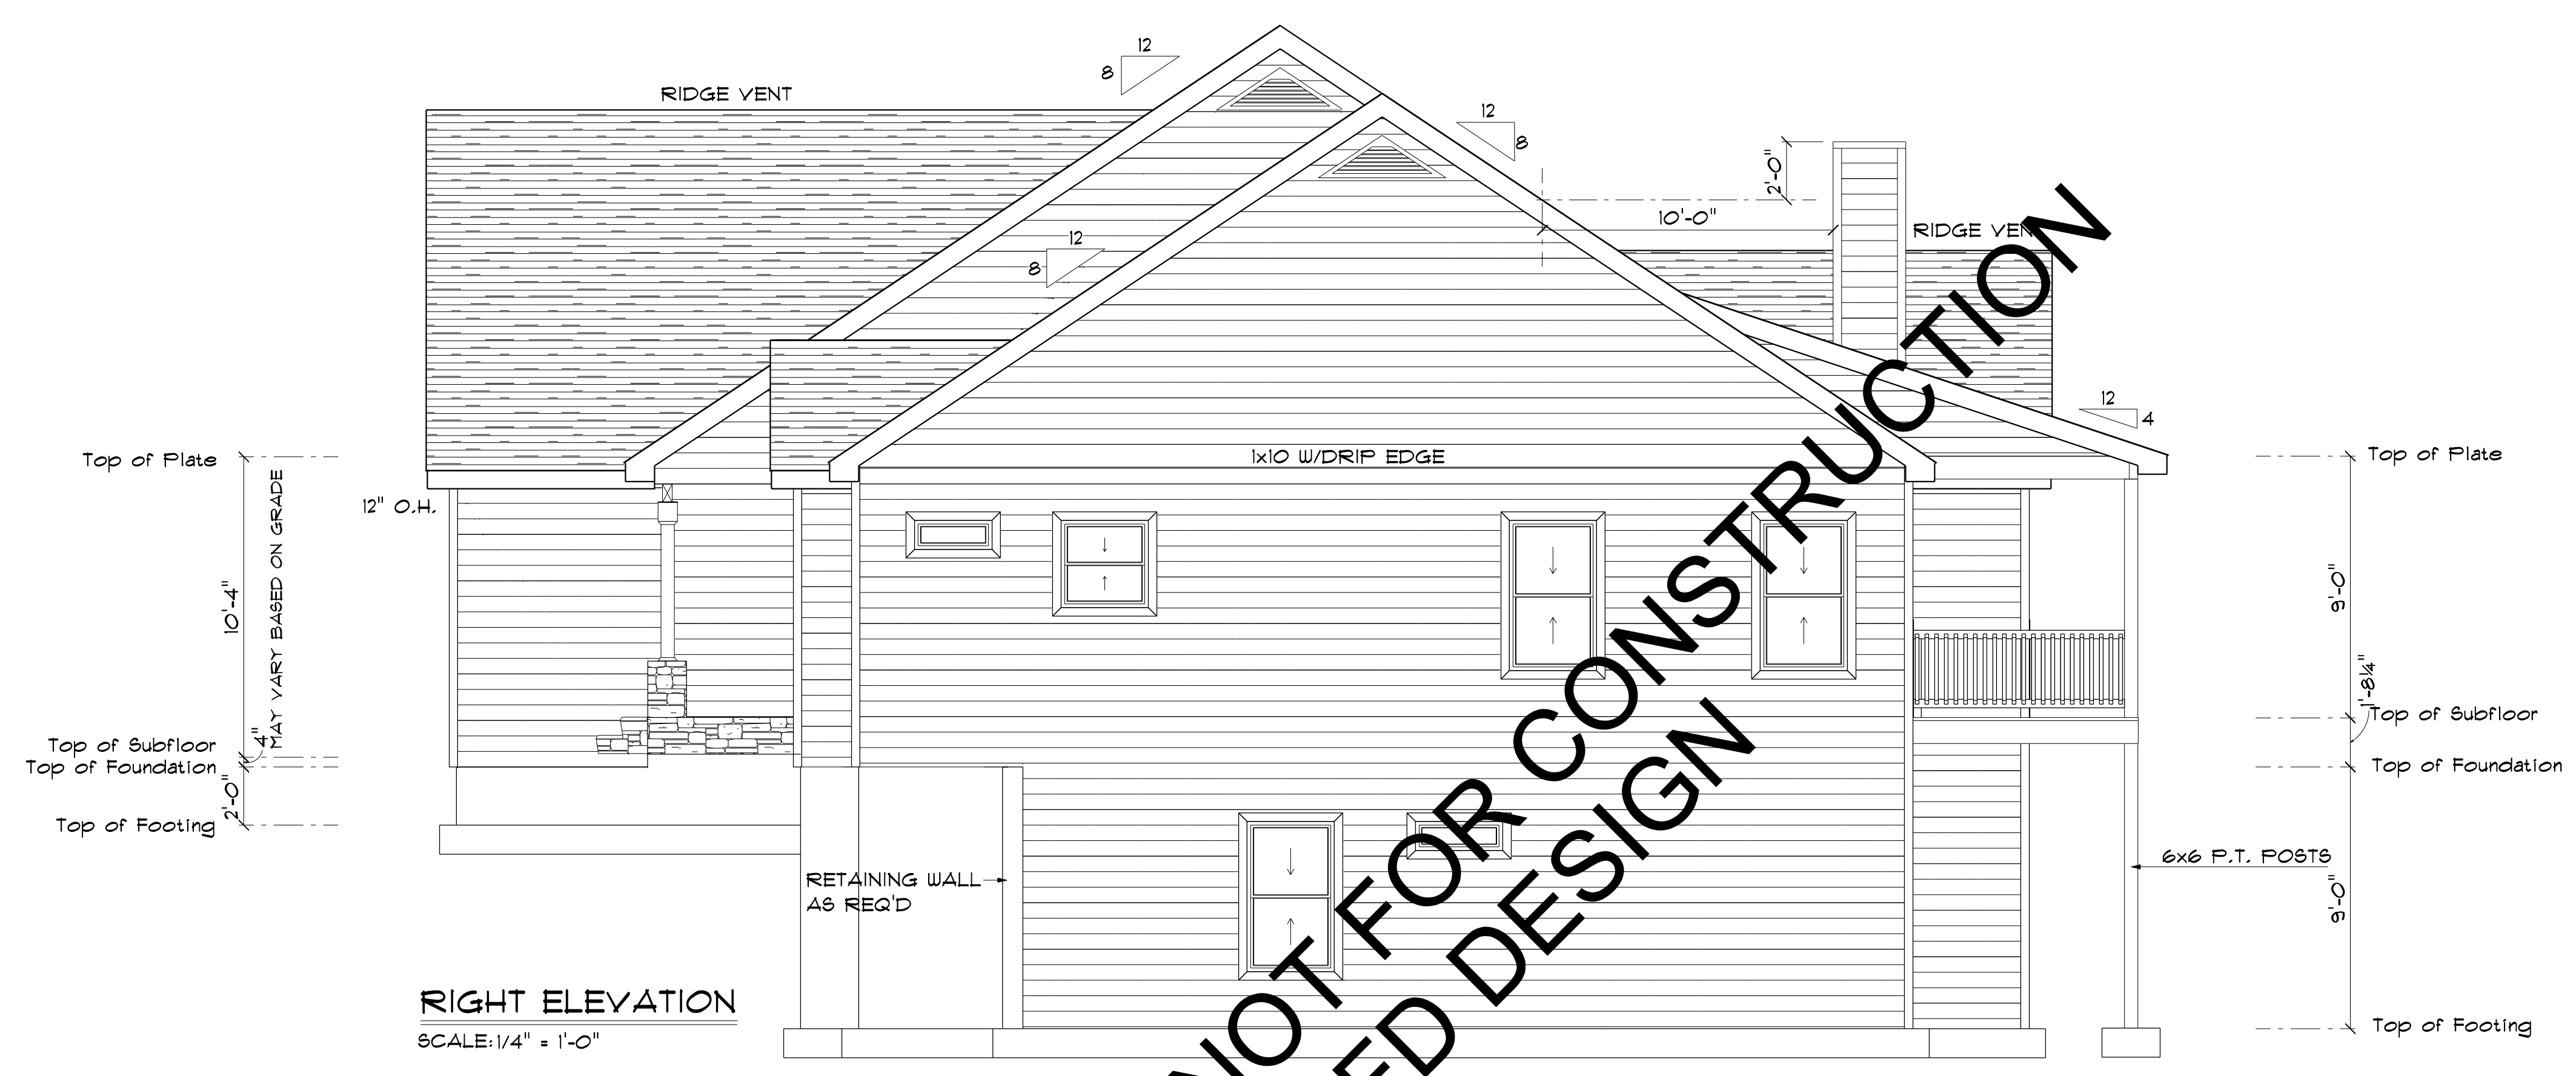 12
8
RIDGE VENT
12
8
2'-0"
10'-0"
RIDGE VENT
12
8
12
4
Top of Plate
1x10 W/DRIP EDGE
Top of Plate
12" O.H.
10'-4"
MAY VARY BASED ON GRADE
9'-0"
1'-8¼"
Top of Subfloor
4"
Top of Subfloor
Top of Foundation
Top of Foundation
2'-0"
Top of Footing
6x6 P.T. POSTS
RETAINING WALL
AS REQ'D
9'-0"
RIGHT ELEVATION
SCALE:1/4" = 1'-0"
Top of Footing
NOT FOR CONSTRUCTION
DESIGN